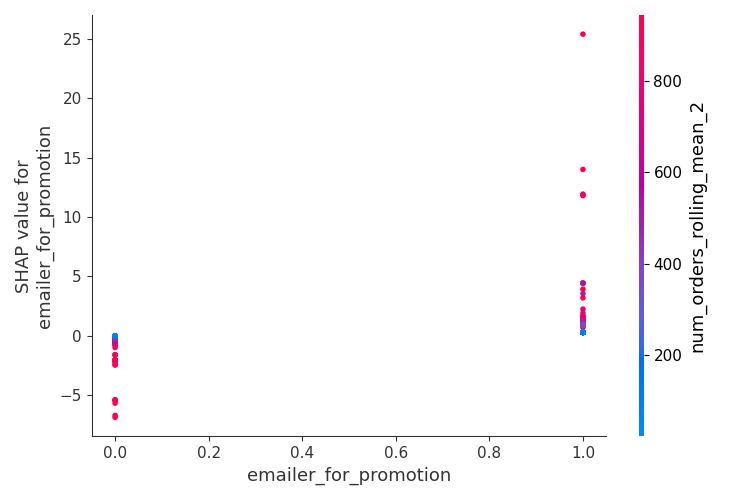 25
20
15
10
5
0
−5
SHAP value for
emailer_for_promotion
0.0 0.2 0.4 0.6 0.8 1.0
emailer_for_promotion
800
600
400
200
num_orders_rolling_mean_2